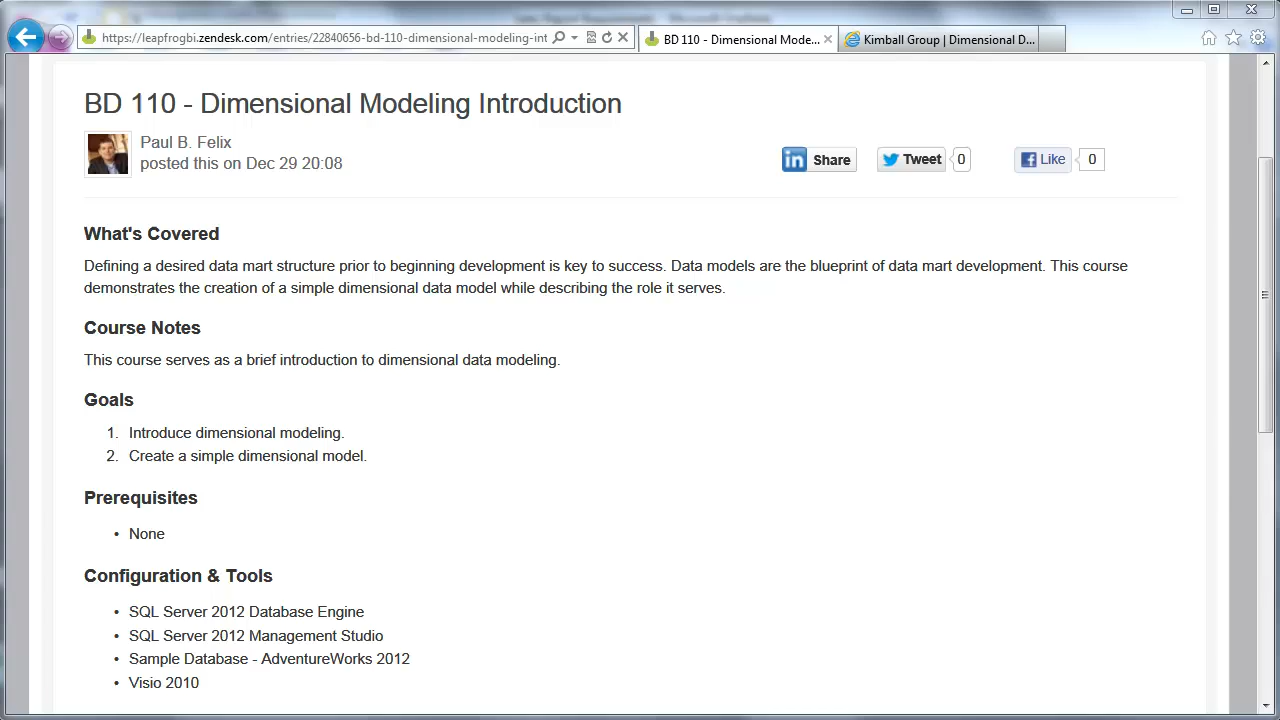 https://leapfrogbi.zendesk.com/entries/22840656-bd-110-dimensional-modeling-int
BD 110 - Dimensional Mode...
Kimball Group | Dimensional D...
BD 110 - Dimensional Modeling Introduction
Paul B. Felix
posted this on Dec 29 20:08
in Share
Tweet 0
f Like 0
What's Covered
Defining a desired data mart structure prior to beginning development is key to success. Data models are the blueprint of data mart development. This course
demonstrates the creation of a simple dimensional data model while describing the role it serves.
Course Notes
This course serves as a brief introduction to dimensional data modeling.
Goals
1. Introduce dimensional modeling.
2. Create a simple dimensional model.
Prerequisites
• None
Configuration & Tools
• SQL Server 2012 Database Engine
• SQL Server 2012 Management Studio
• Sample Database - AdventureWorks 2012
• Visio 2010